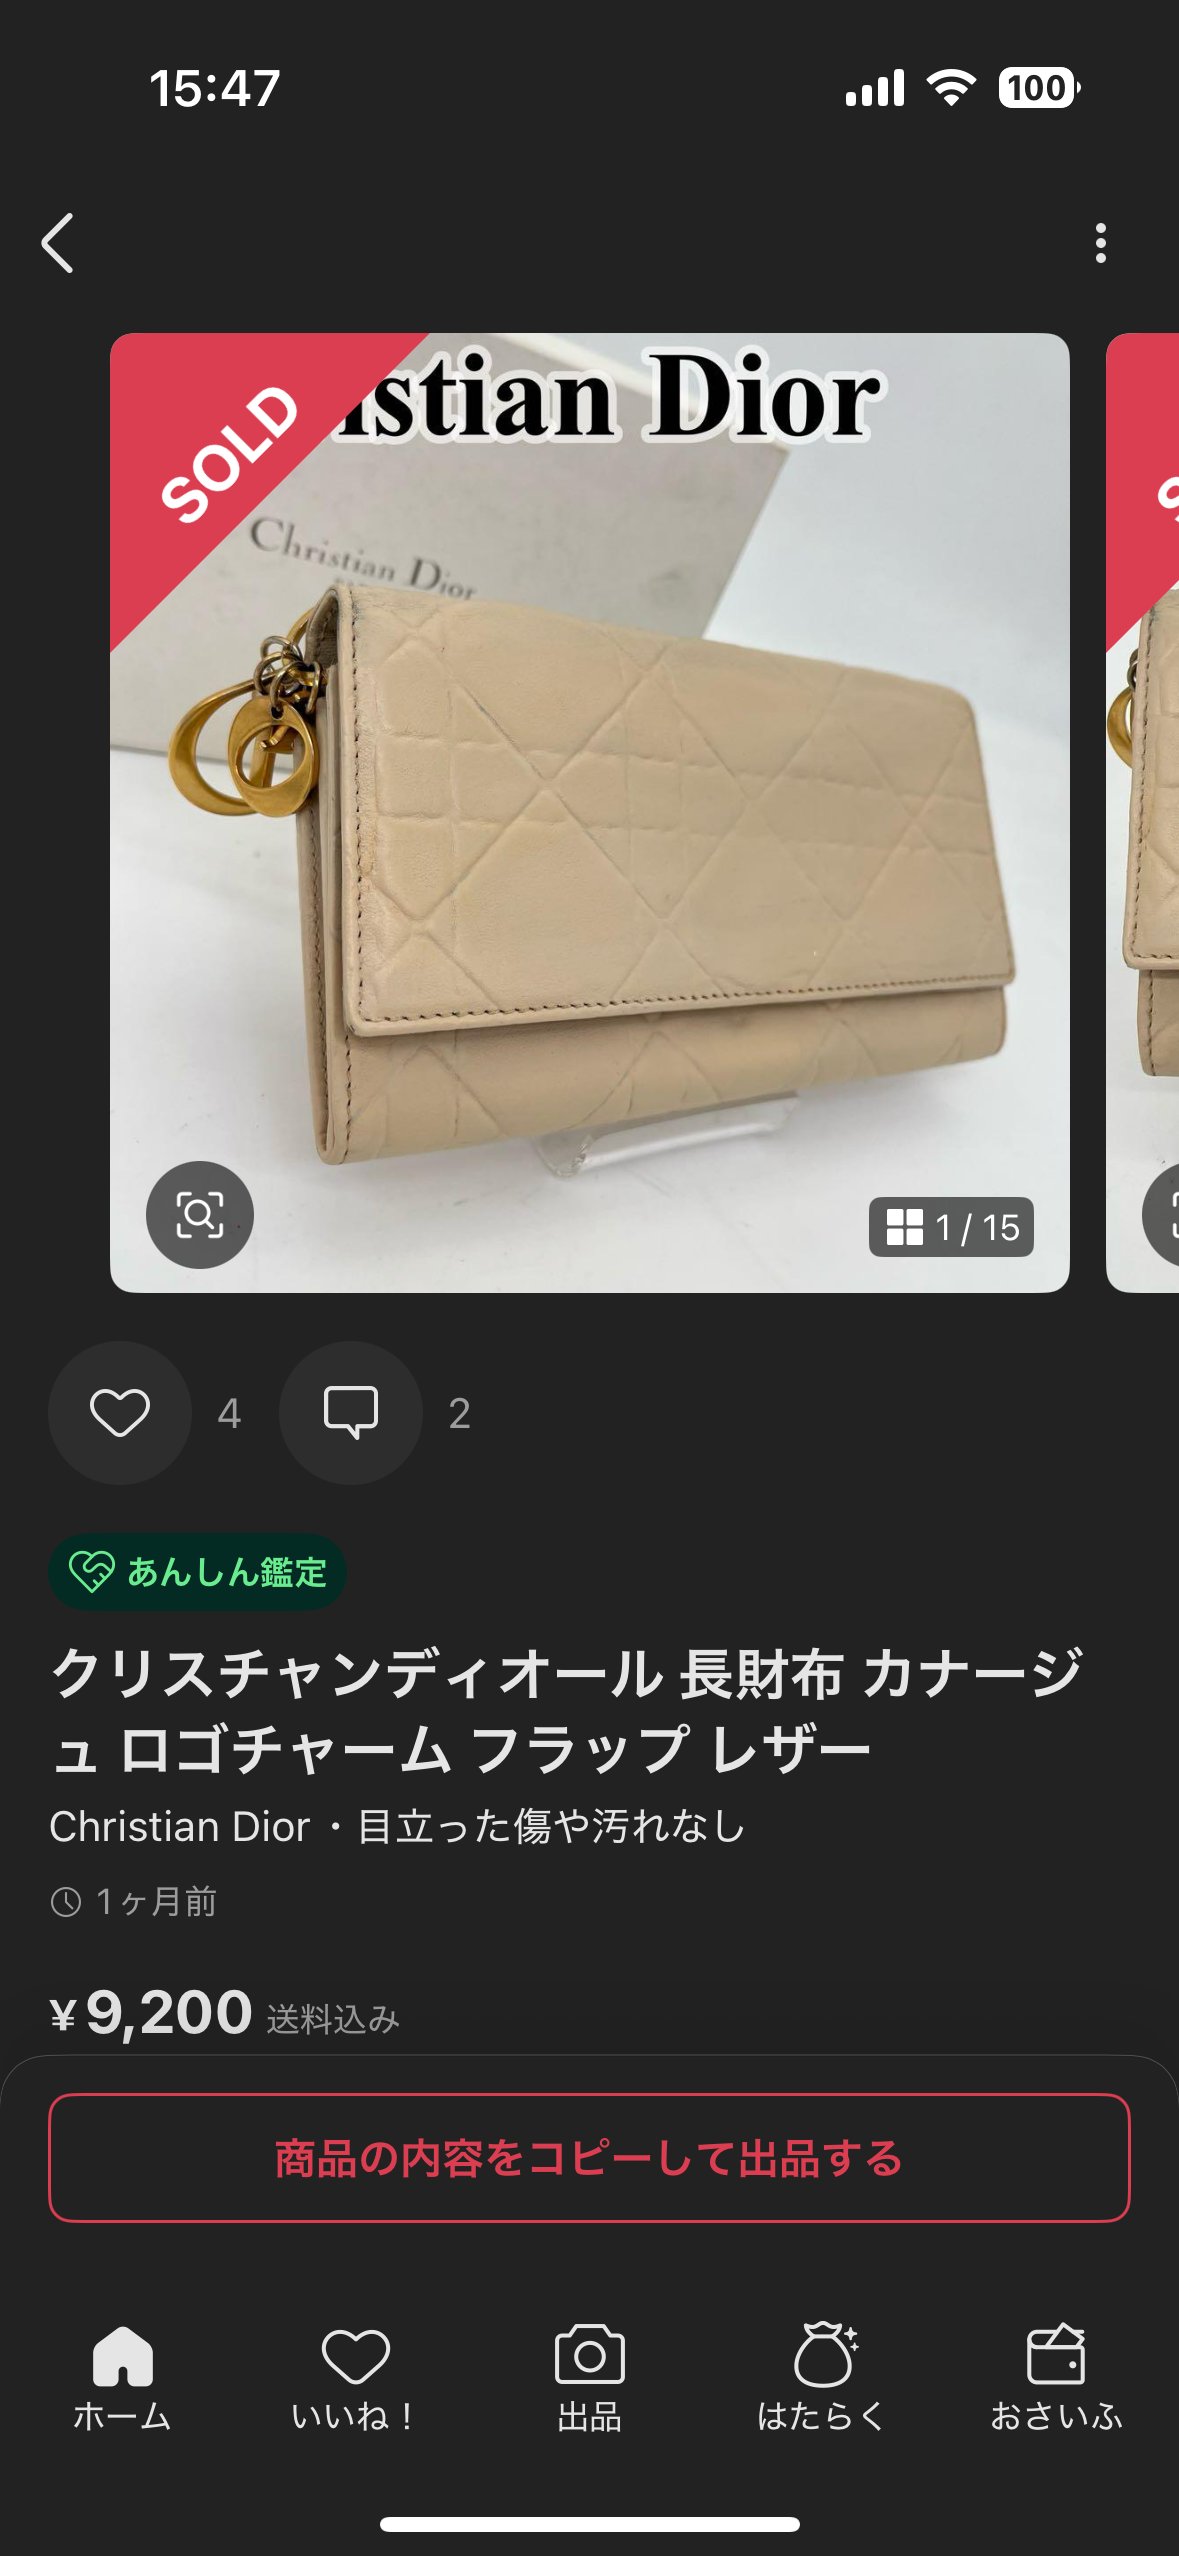 15:47
100
SOLD
istian Dior
Christian Dior
1 / 15
4
2
あんしん鑑定
クリスチャンディオール 長財布 カナージ
ュ ロゴチャーム フラップ レザー
Christian Dior・目立った傷や汚れなし
1ヶ月前
¥9,200 送料込み
商品の内容をコピーして出品する
ホーム
いいね！
出品
はたらく
おさいふ